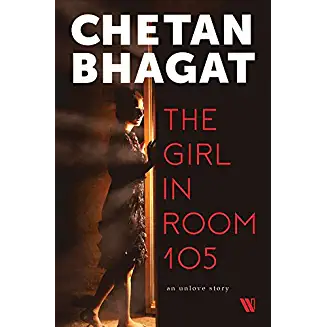 CHETAN
BHAGAT
THE
GIRL
IN
ROOM
105
an unlove story
W